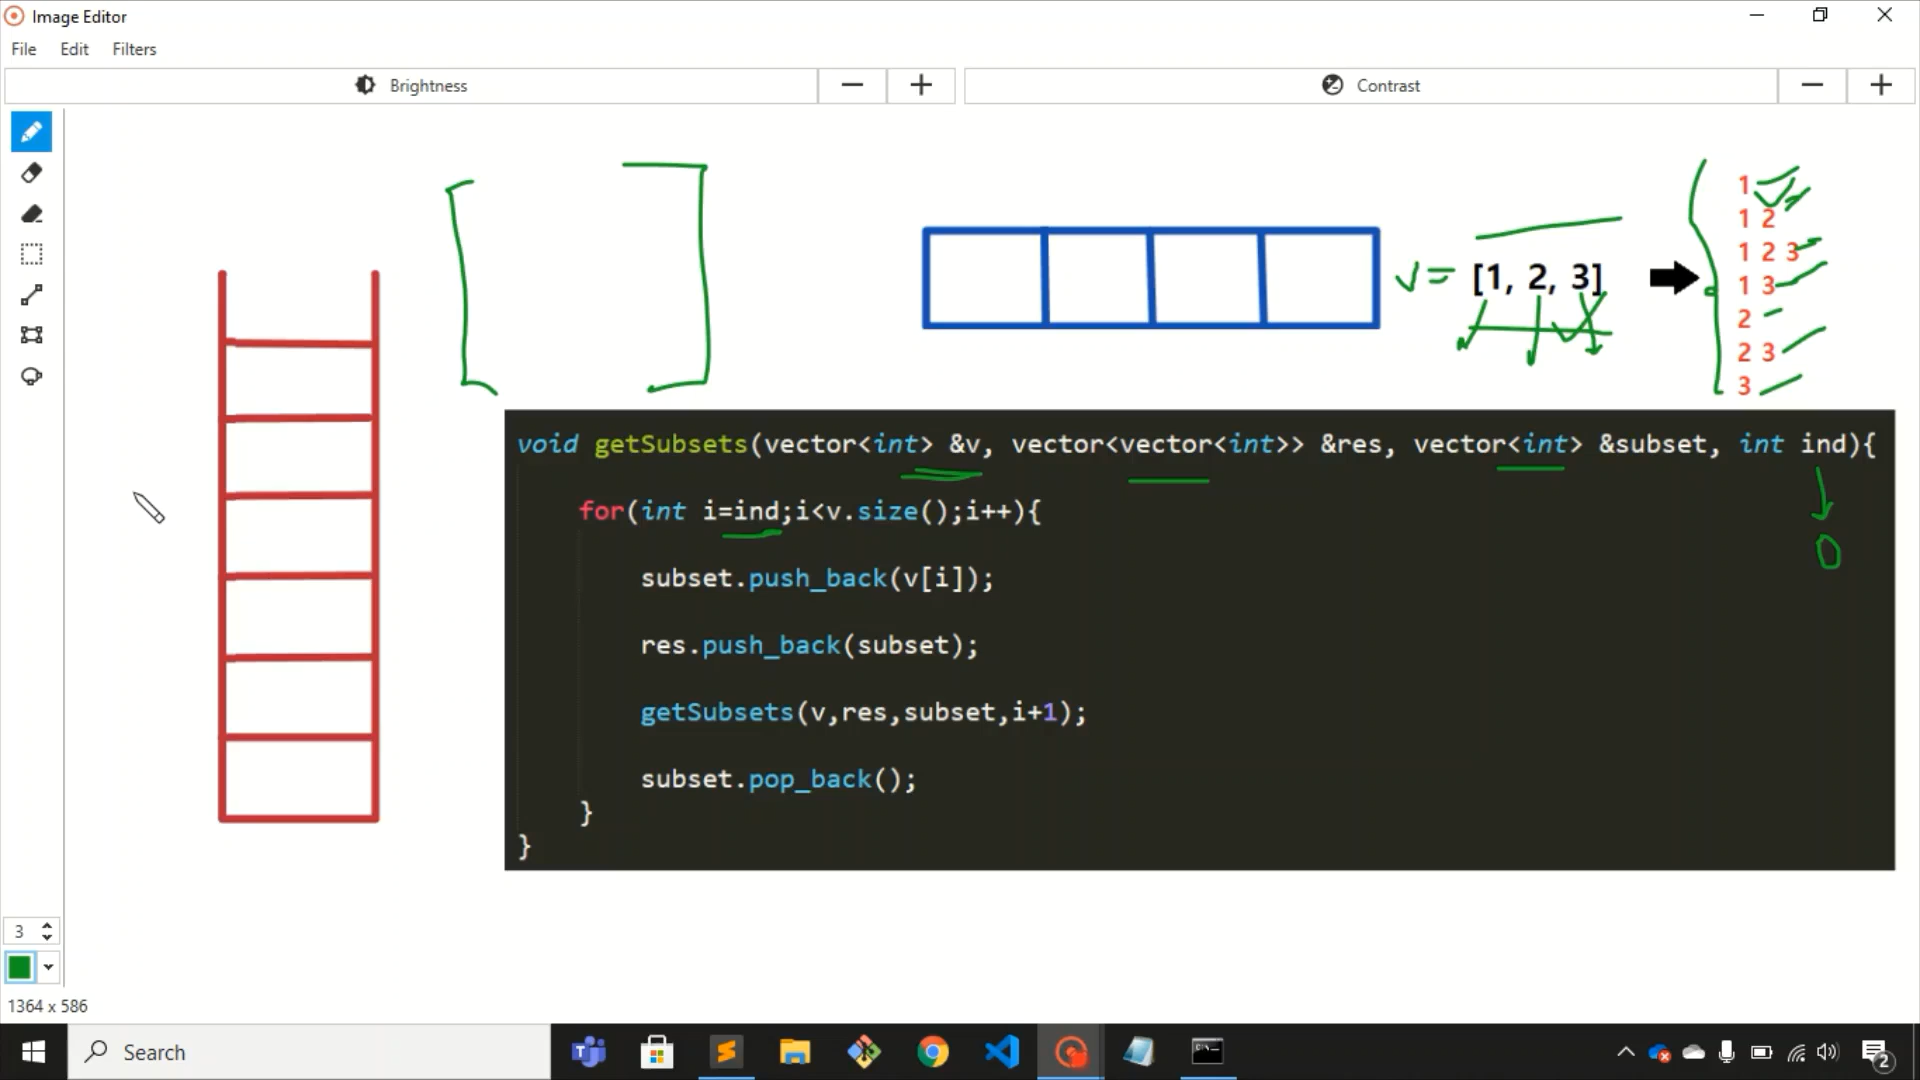 Image Editor
File Edit Filters
Brightness
Contrast
v = [1, 2, 3]
1
1 2
1 2 3
1 3
2
2 3
3
void getSubsets(vector<int> &v, vector<vector<int>> &res, vector<int> &subset, int ind){
for(int i=ind;i<v.size();i++){
0
subset.push_back(v[i]);
res.push_back(subset);
getSubsets(v,res,subset,i+1);
subset.pop_back();
}
}
3
1364 x 586
Search
2